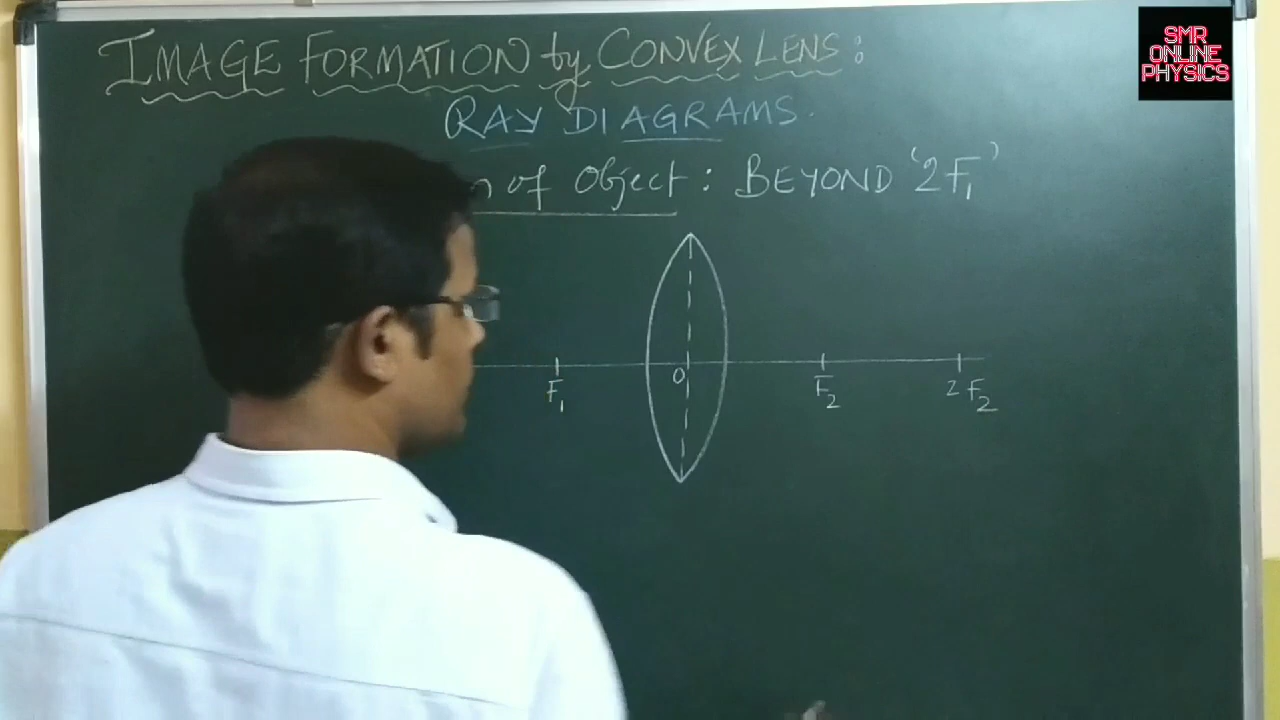 IMAGE FORMATION by CONVEX LENS:
RAY DIAGRAMS.
of Object: BEYOND '2F₁'
F₁
O
F₂
2F₂
SMR
ONLINE
PHYSICS